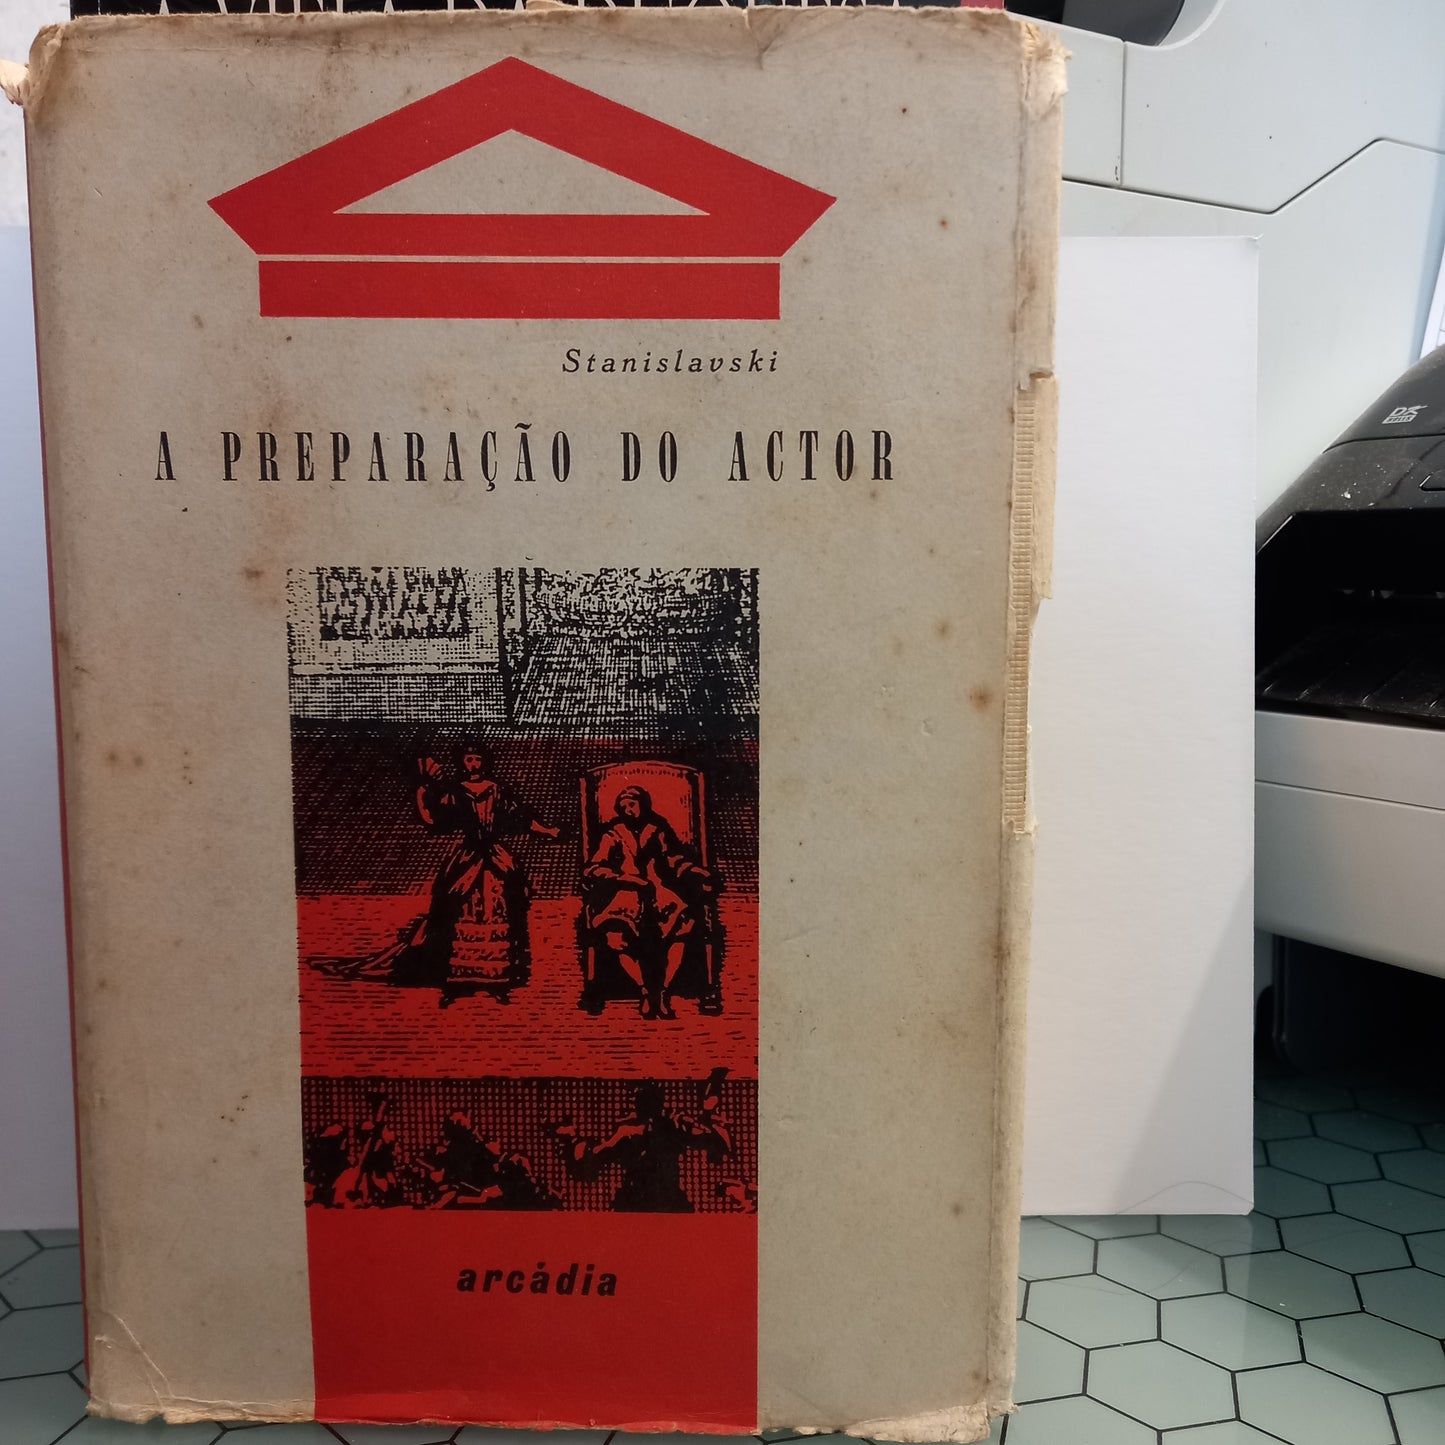 Stanislavski
A PREPARAÇÃO DO ACTOR
arcádia